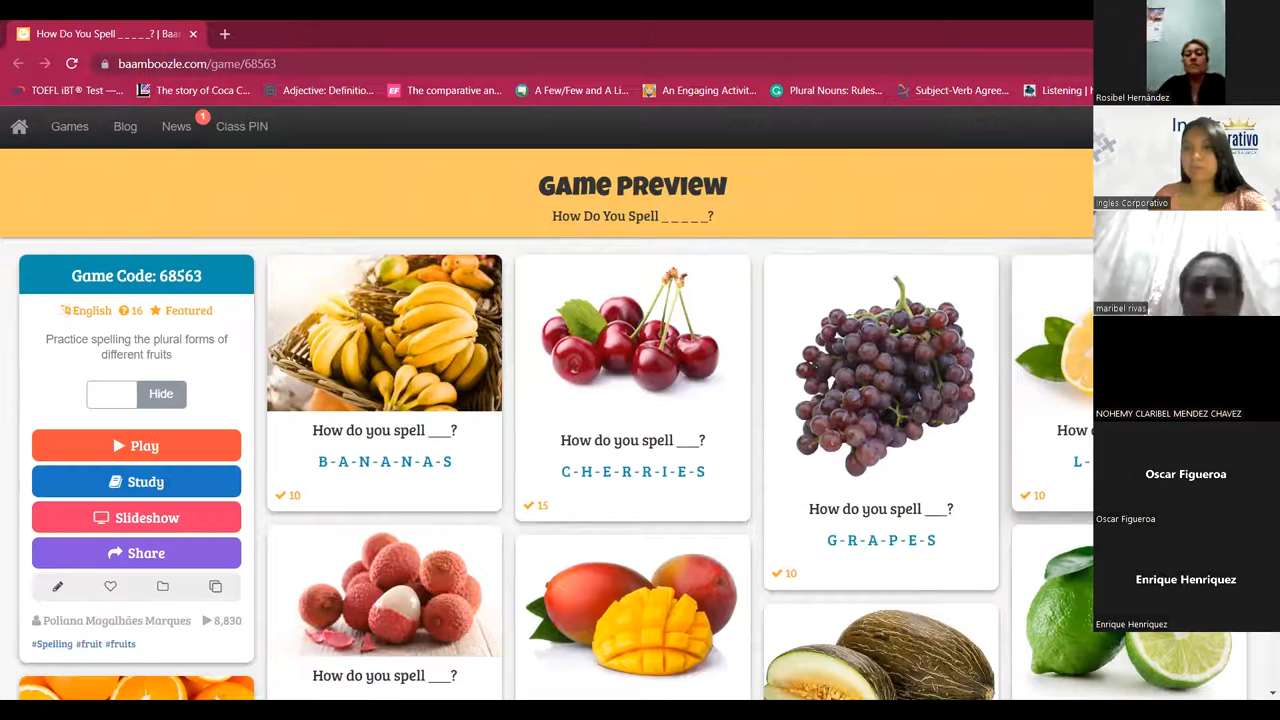 How Do You Spell _ _ _ _ _? | Baa
baamboozle.com/game/68563
TOEFL iBT® Test —...
The story of Coca C...
Adjective: Definitio...
The comparative an...
A Few/Few and A Li...
An Engaging Activit...
Plural Nouns: Rules...
Subject-Verb Agree...
Listening |
Games
Blog
News
1
Class PIN
Game Preview
How Do You Spell _ _ _ _ _?
Game Code: 68563
English
16
Featured
Practice spelling the plural forms of
different fruits
Hide
Play
Study
Slideshow
Share
Poliana Magalhães Marques
8,830
#Spelling #fruit #fruits
How do you spell ___?
B - A - N - A - N - A - S
10
How do you spell ___?
C - H - E - R - R - I - E - S
15
How do you spell ___?
G - R - A - P - E - S
10
How d
L -
10
How do you spell ___?
Rosibel Hernández
rativo
Ingles Corporativo
maribel rivas
NOHEMY CLARIBEL MENDEZ CHAVEZ
Oscar Figueroa
Oscar Figueroa
Enrique Henriquez
Enrique Henriquez